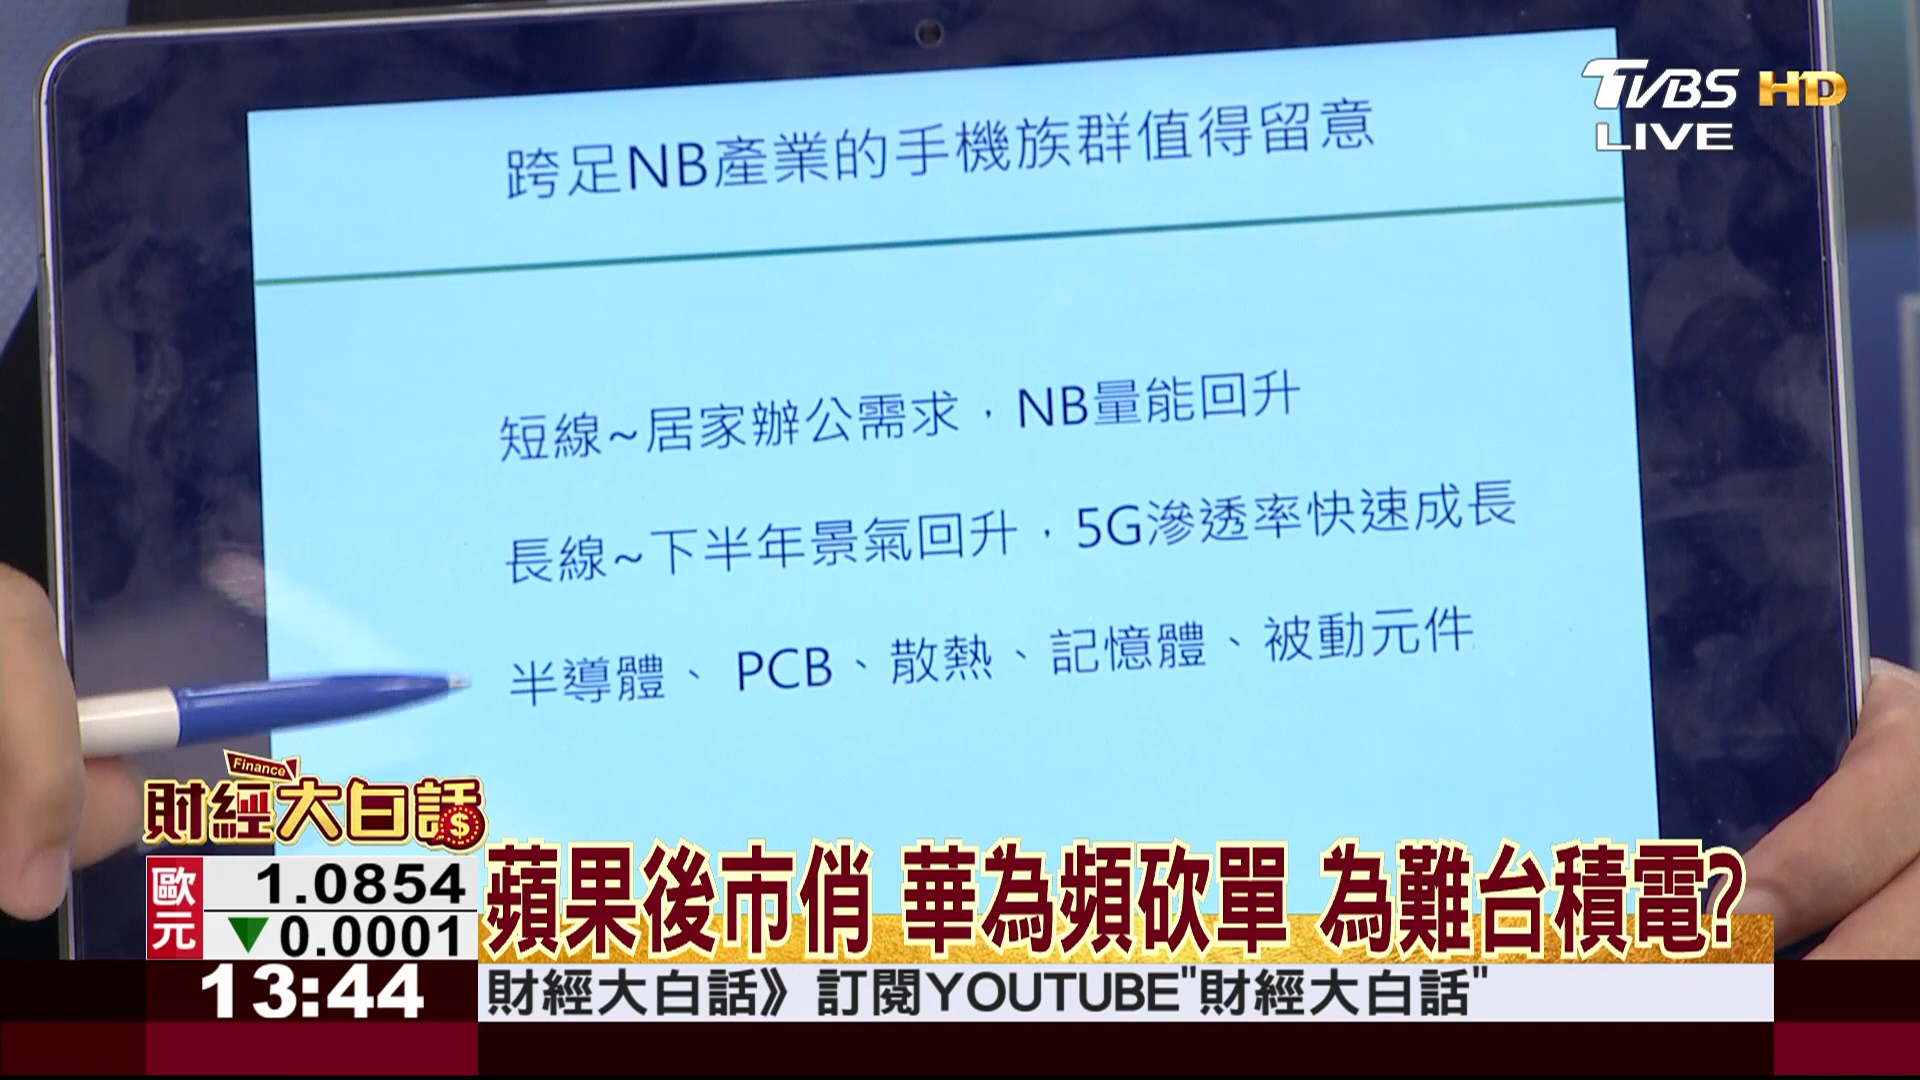 TVBS HD
LIVE
跨足NB產業的手機族群值得留意
短線~居家辦公需求，NB量能回升
長線~下半年景氣回升，5G滲透率快速成長
半導體、PCB、散熱、記憶體、被動元件
Finance
財經大白話
歐元
1.0854
▼0.0001
蘋果後市俏 華為頻砍單 為難台積電?
13:44
財經大白話》訂閱YOUTUBE"財經大白話"